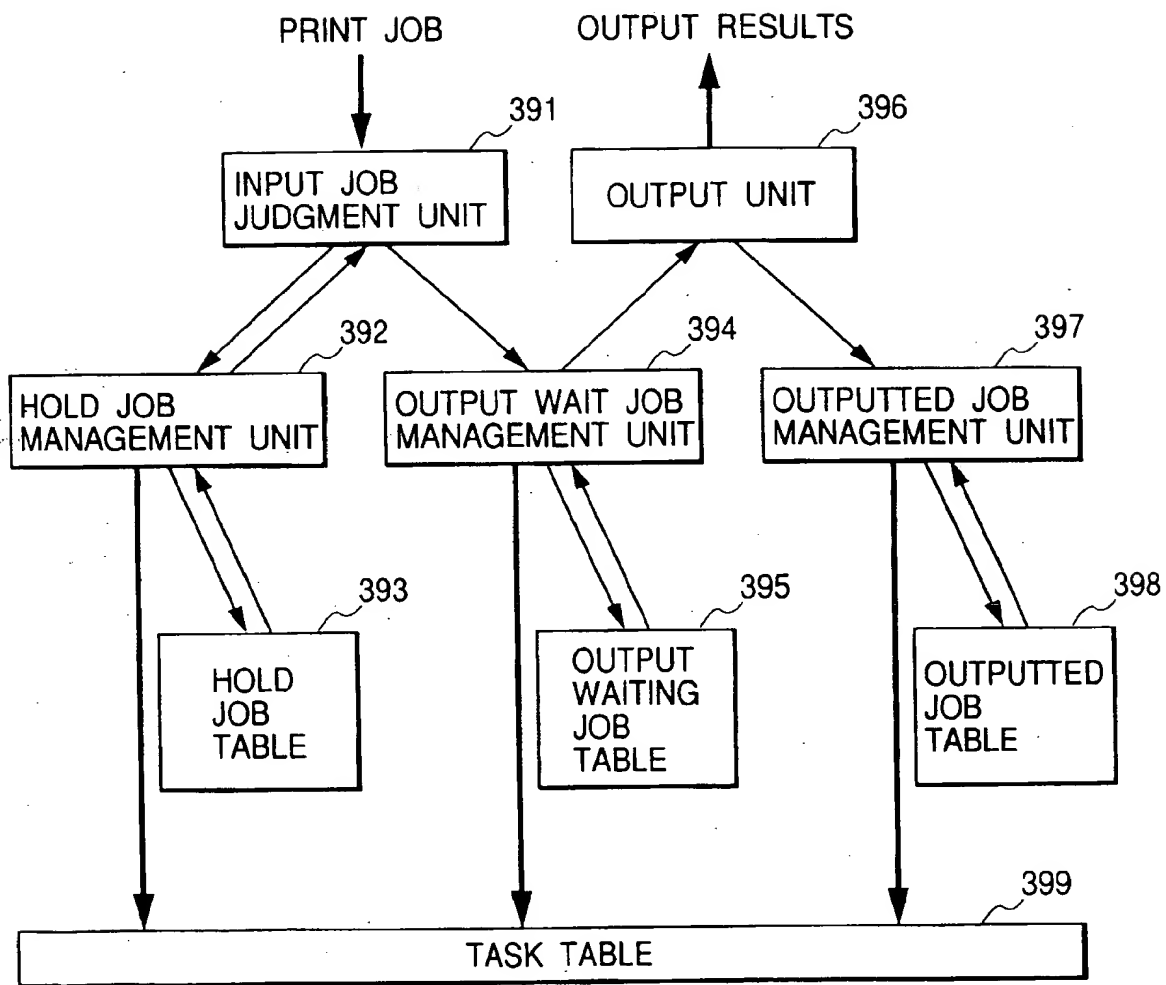 PRINT JOB
OUTPUT RESULTS
391
396
INPUT JOB
JUDGMENT UNIT
OUTPUT UNIT
392
394
397
HOLD JOB
MANAGEMENT UNIT
OUTPUT WAIT JOB
MANAGEMENT UNIT
OUTPUTTED JOB
MANAGEMENT UNIT
393
395
398
HOLD
JOB
TABLE
OUTPUT
WAITING
JOB
TABLE
OUTPUTTED
JOB
TABLE
399
TASK TABLE